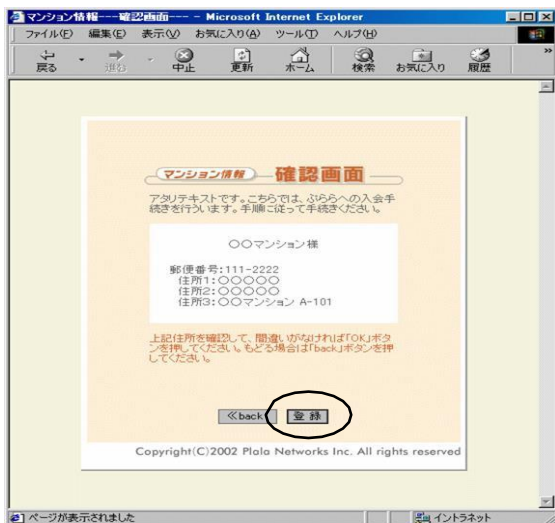 マンション情報---確認画面--- - Microsoft Internet Explorer
ファイル(F) 編集(E) 表示(V) お気に入り(A) ツール(T) ヘルプ(H)
戻る 進む 中止 更新 ホーム 検索 お気に入り 履歴 »
マンション情報 確認画面
アタリテキストです。こちらでは、ぷららへの入会手
続きを行ういます。手順に従って手続きください。
〇〇マンション様
郵便番号:111-2222
住所1:〇〇〇〇〇
住所2:〇〇〇〇〇
住所3:〇〇マンション A-101
上記住所を確認して、間違いがなければ「OK」ボタ
ンを押してください。もどる場合は「back」ボタンを押
してください。
≪back 登録
Copyright(C)2002 Plala Networks Inc. All rights reserved
ページが表示されました イントラネット